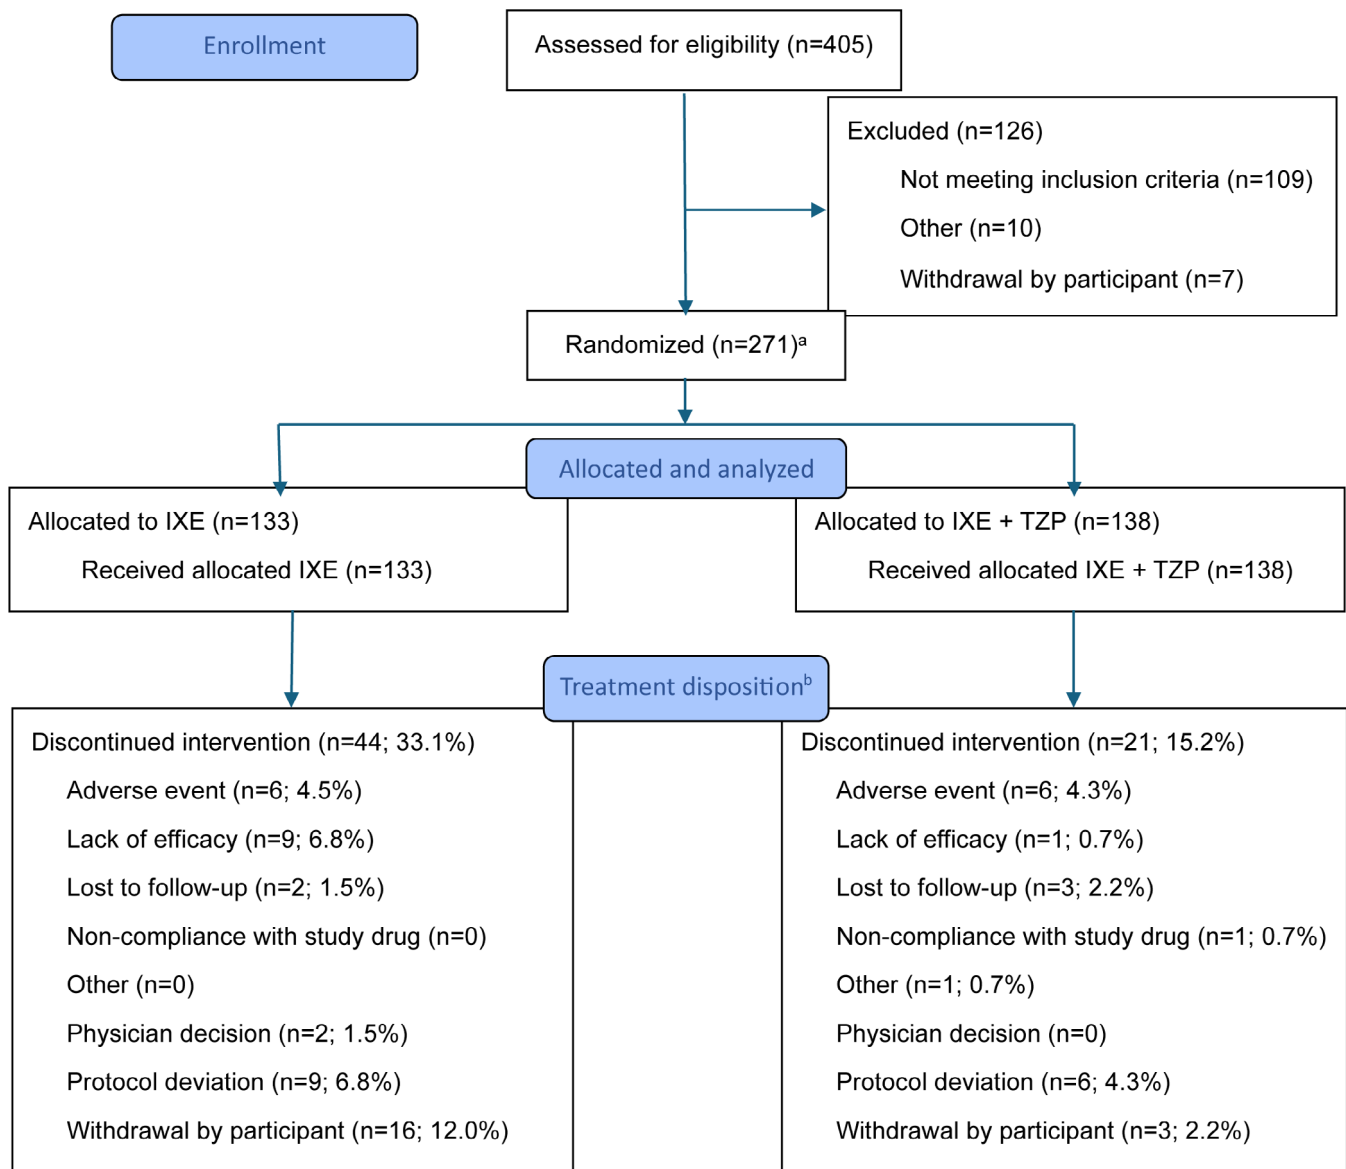 Enrollment
Assessed for eligibility (n=405)
Excluded (n=126)
Not meeting inclusion criteria (n=109)
Other (n=10)
Withdrawal by participant (n=7)
Randomized (n=271)ᵃ
Allocated and analyzed
Allocated to IXE (n=133)
Received allocated IXE (n=133)
Allocated to IXE + TZP (n=138)
Received allocated IXE + TZP (n=138)
Treatment dispositionᵇ
Discontinued intervention (n=44; 33.1%)
Adverse event (n=6; 4.5%)
Lack of efficacy (n=9; 6.8%)
Lost to follow-up (n=2; 1.5%)
Non-compliance with study drug (n=0)
Other (n=0)
Physician decision (n=2; 1.5%)
Protocol deviation (n=9; 6.8%)
Withdrawal by participant (n=16; 12.0%)
Discontinued intervention (n=21; 15.2%)
Adverse event (n=6; 4.3%)
Lack of efficacy (n=1; 0.7%)
Lost to follow-up (n=3; 2.2%)
Non-compliance with study drug (n=1; 0.7%)
Other (n=1; 0.7%)
Physician decision (n=0)
Protocol deviation (n=6; 4.3%)
Withdrawal by participant (n=3; 2.2%)